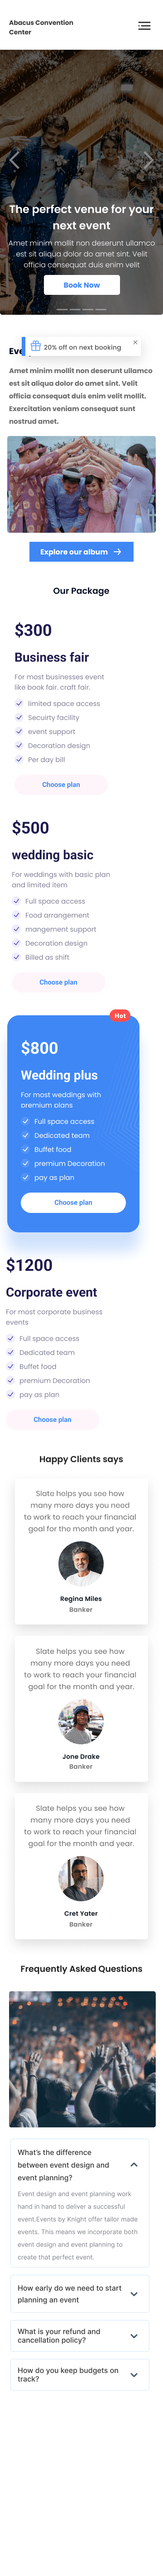 Abacus Convention
Center
The perfect venue for your
next event
Amet minim mollit non deserunt ullamco
est sit aliqua dolor do amet sint. Velit
officia consequat duis enim velit
Book Now
20% off on next booking
Amet minim mollit non deserunt ullamco
est sit aliqua dolor do amet sint. Velit
officia consequat duis enim velit mollit.
Exercitation veniam consequat sunt
nostrud amet.
Explore our album
Our Package
$300
Business fair
For most businesses event
like book fair. craft fair.
limited space access
Secuirty facility
event support
Decoration design
Per day bill
Choose plan
$500
wedding basic
For weddings with basic plan
and limited item
Full space access
Food arrangement
mangement support
Decoration design
Billed as shift
Choose plan
Hot
$800
Wedding plus
For most weddings with
premium plans
Full space access
Dedicated team
Buffet food
premium Decoration
pay as plan
Choose plan
$1200
Corporate event
For most corporate business
events
Full space access
Dedicated team
Buffet food
premium Decoration
pay as plan
Choose plan
Happy Clients says
Slate helps you see how
many more days you need
to work to reach your financial
goal for the month and year.
Regina Miles
Banker
Slate helps you see how
many more days you need
to work to reach your financial
goal for the month and year.
Jone Drake
Banker
Slate helps you see how
many more days you need
to work to reach your financial
goal for the month and year.
Cret Yater
Banker
Frequently Asked Questions
What's the difference
between event design and
event planning?
Event design and event planning work
hand in hand to deliver a successful
event,Events by Knight offer tailor made
events. This means we incorporate both
event design and event planning to
create that perfect event.
How early do we need to start
planning an event
What is your refund and
cancellation policy?
How do you keep budgets on
track?